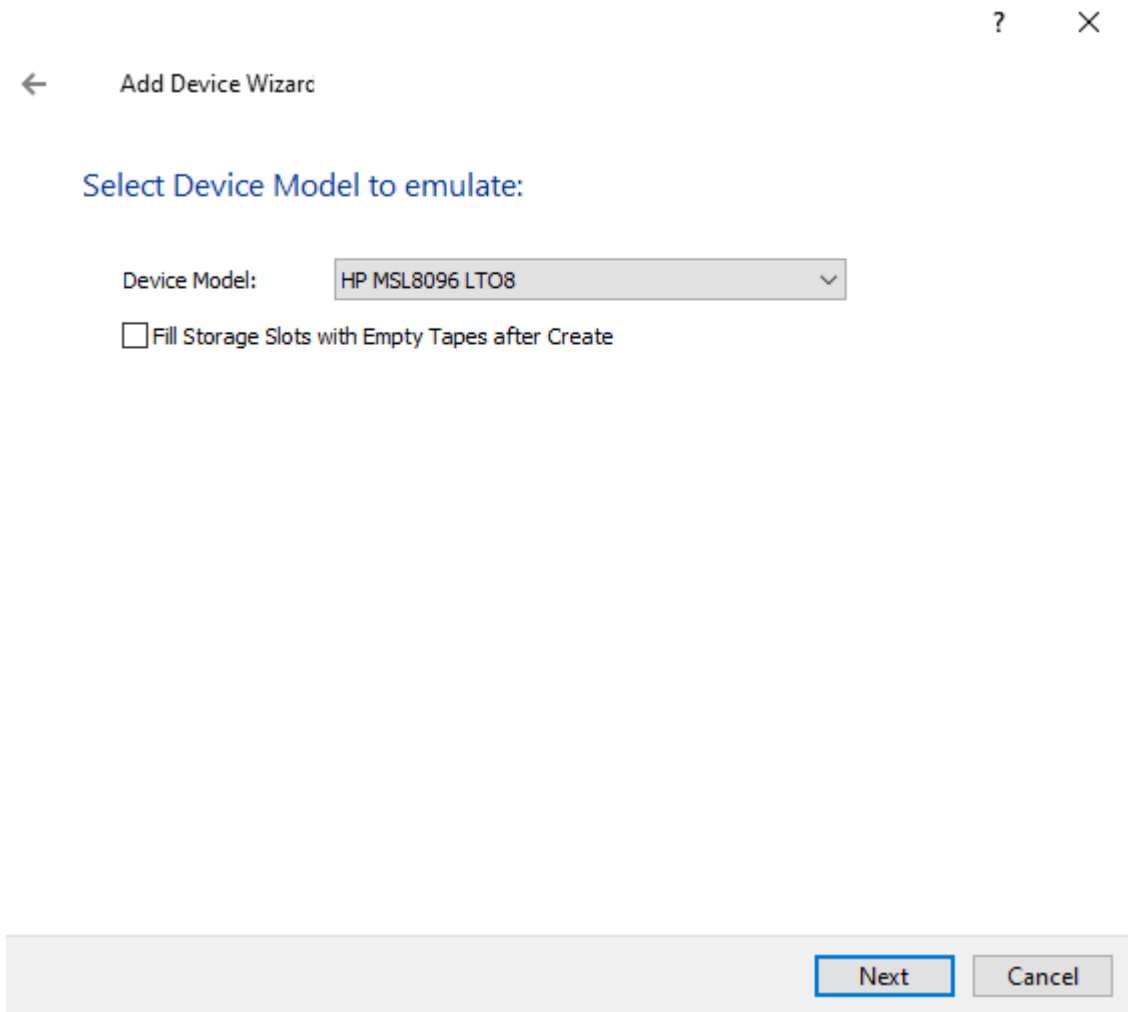 ?
Add Device Wizard
Select Device Model to emulate:
Device Model: HP MSL8096 LTO8
Fill Storage Slots with Empty Tapes after Create
Next Cancel